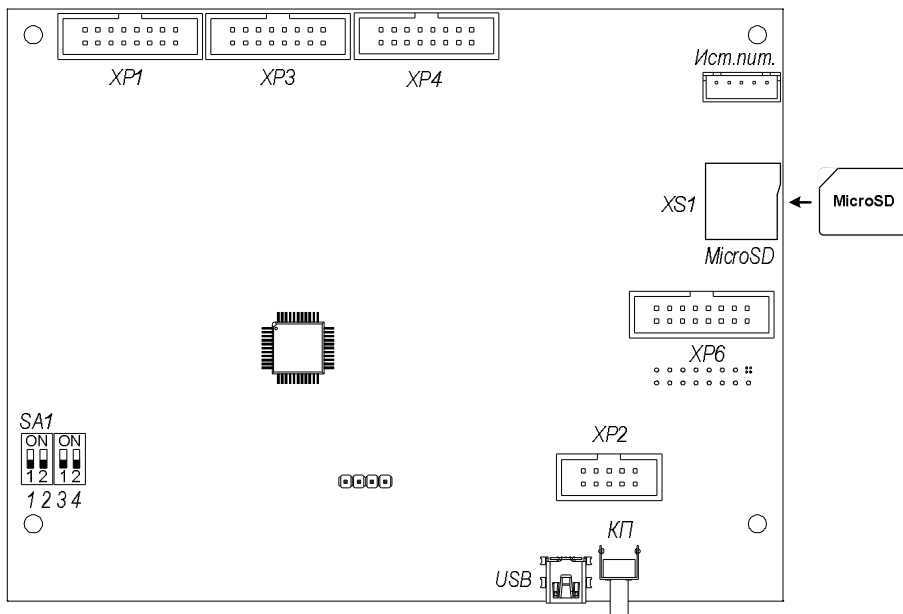 XP1
XP3
XP4
Ист.пит.
XS1
MicroSD
MicroSD
XP6
SA1
ON ON
1 2 1 2
1 2 3 4
XP2
КП
USB